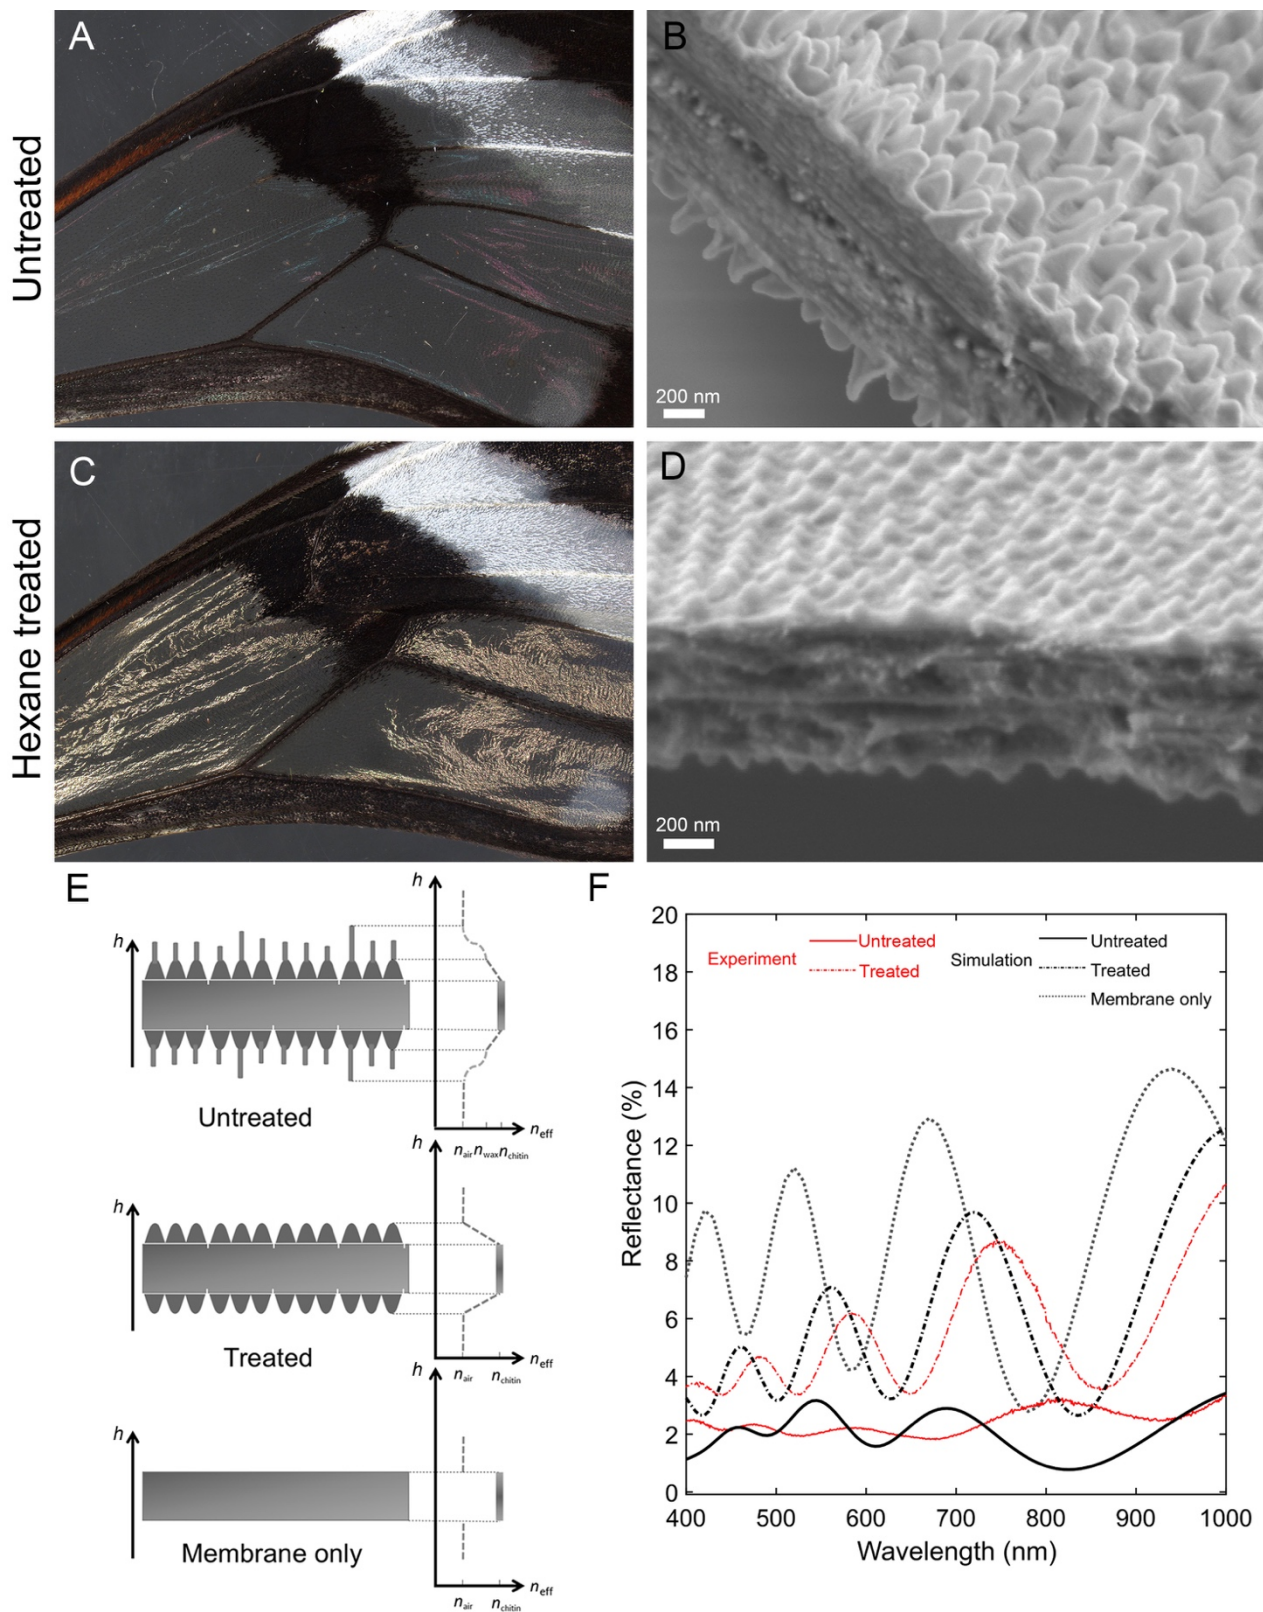 A
B
Untreated
200 nm
C
D
Hexane treated
200 nm
E
h
h
Untreated
n_eff
n_air n_wax n_chitin
h
h
Treated
n_eff
n_air n_chitin
h
h
Membrane only
n_eff
n_air n_chitin
F
Experiment
Untreated
Treated
Simulation
Untreated
Treated
Membrane only
Reflectance (%)
20
18
16
14
12
10
8
6
4
2
0
400 500 600 700 800 900 1000
Wavelength (nm)